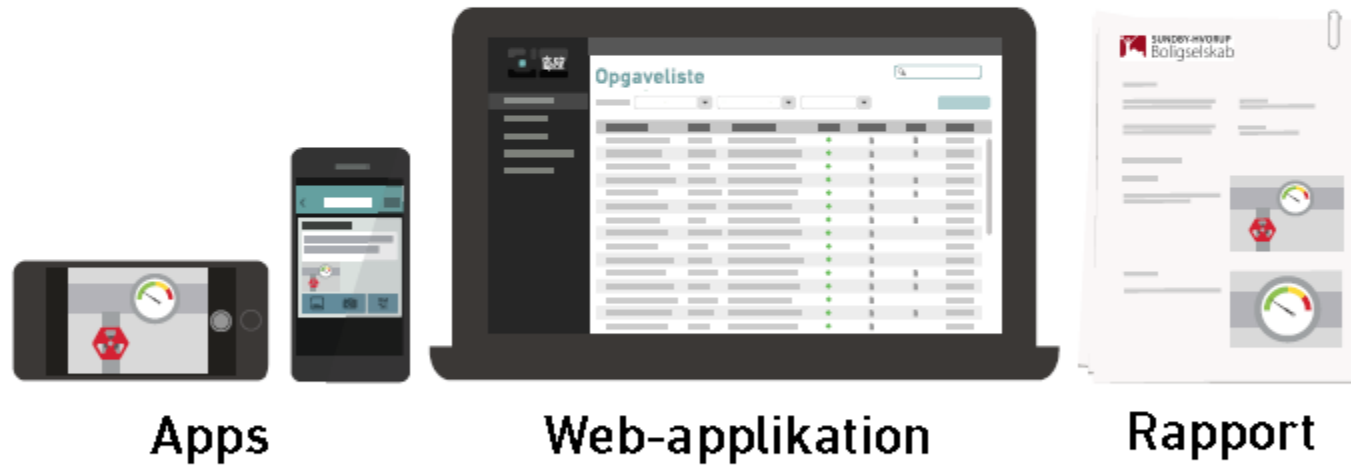 Opgaveliste
SUNDBY-HVORUP
Boligselskab
Apps
Web-applikation
Rapport